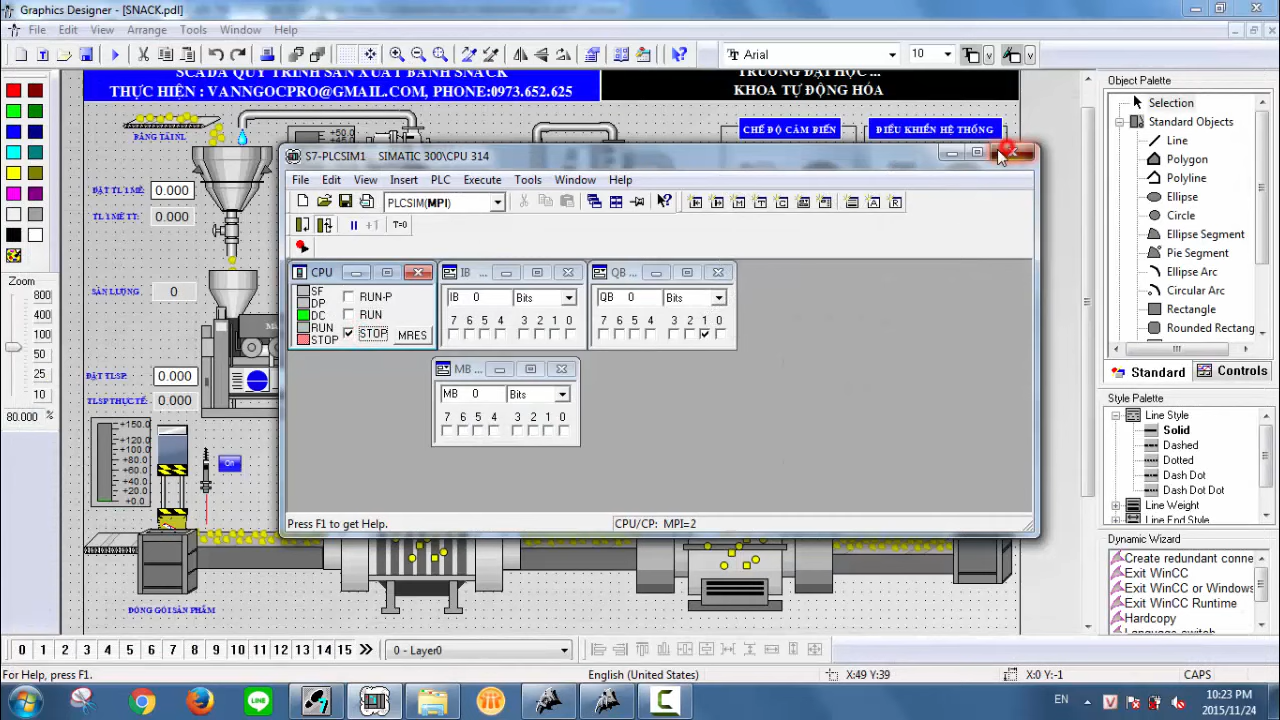 Graphics Designer - [SNACK.pdl]
File Edit View Arrange Tools Window Help
Arial 10
SCADA QUY TRÌNH SẢN XUẤT BÁNH SNACK
THỰC HIỆN : VANNGOCPRO@GMAIL.COM, PHONE:0973.652.625
TRƯỜNG ĐẠI HỌC ...
KHOA TỰ ĐỘNG HÓA
BĂNG TẢI NL
CHẾ ĐỘ CẢM BIẾN
ĐIỀU KHIỂN HỆ THỐNG
+50.0
ĐẶT TL 1 MẺ 0.000
TL 1 MẺ TT: 0.000
SẢN LƯỢNG: 0
ĐẶT TLSP: 0.000
TLSP THỰC TẾ: 0.000
+150.0
+120.0
+100.0
+80.0
+60.0
+40.0
+20.0
+0.0
On
ĐÓNG GÓI SẢN PHẨM
S7-PLCSIM1 SIMATIC 300\CPU 314
File Edit View Insert PLC Execute Tools Window Help
PLCSIM(MPI)
+1 T=0
CPU
SF
DP
DC
RUN
STOP
RUN-P
RUN
STOP
MRES
IB ...
IB 0 Bits
7 6 5 4 3 2 1 0
QB ...
QB 0 Bits
7 6 5 4 3 2 1 0
MB ...
MB 0 Bits
7 6 5 4 3 2 1 0
Press F1 to get Help.
CPU/CP: MPI=2
Zoom
800
400
100
50
25
10
80.000 %
Object Palette
Selection
Standard Objects
Line
Polygon
Polyline
Ellipse
Circle
Ellipse Segment
Pie Segment
Ellipse Arc
Circular Arc
Rectangle
Rounded Rectang
Standard Controls
Style Palette
Line Style
Solid
Dashed
Dotted
Dash Dot
Dash Dot Dot
Line Weight
Line End Style
Dynamic Wizard
Create redundant conne
Exit WinCC
Exit WinCC or Windows
Exit WinCC Runtime
Hardcopy
Language switch
0 1 2 3 4 5 6 7 8 9 10 11 12 13 14 15
0 - Layer0
For Help, press F1.
English (United States)
X:49 Y:39
X:0 Y:-1
CAPS
LINE
EN
10:23 PM
2015/11/24